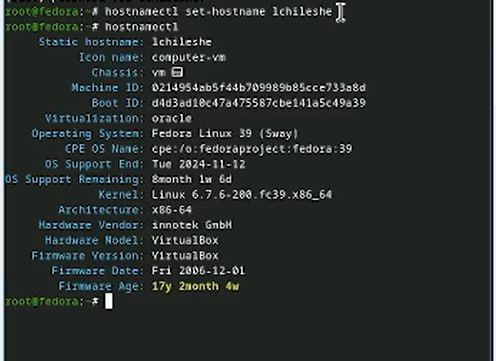 root@fedora:~# hostnamectl set-hostname lchileshe
root@fedora:~# hostnamectl
Static hostname: lchileshe
Icon name: computer-vm
Chassis: vm
Machine ID: 0214954ab5f44b709989b85cce733a8d
Boot ID: d4d3ad10c47a475587cbe141a5c49a39
Virtualization: oracle
Operating System: Fedora Linux 39 (Sway)
CPE OS Name: cpe:/o:fedoraproject:fedora:39
OS Support End: Tue 2024-11-12
OS Support Remaining: 8month 1w 6d
Kernel: Linux 6.7.6-200.fc39.x86_64
Architecture: x86-64
Hardware Vendor: innotek GmbH
Hardware Model: VirtualBox
Firmware Version: VirtualBox
Firmware Date: Fri 2006-12-01
Firmware Age: 17y 2month 4w
root@fedora:~#